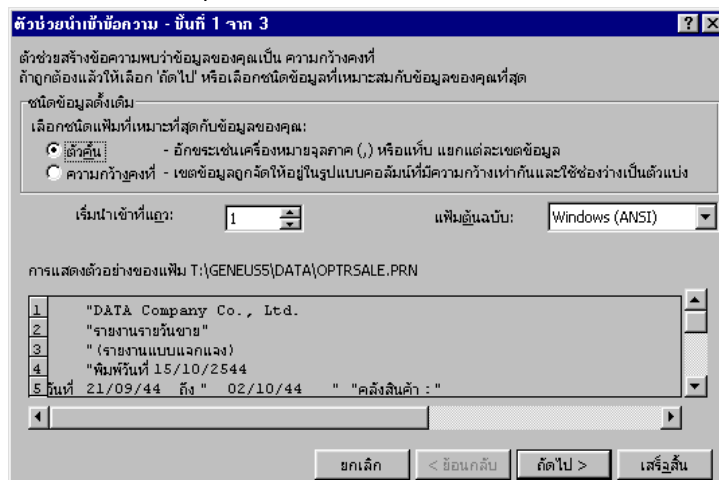 ตัวช่วยนำเข้าข้อความ - ขั้นที่ 1 จาก 3
ตัวช่วยสร้างข้อความพบว่าข้อมูลของคุณเป็น ความกว้างคงที่
ถ้าถูกต้องแล้วให้เลือก 'ถัดไป' หรือเลือกชนิดข้อมูลที่เหมาะสมกับข้อมูลของคุณที่สุด
ชนิดข้อมูลดั้งเดิม
เลือกชนิดแฟ้มที่เหมาะที่สุดกับข้อมูลของคุณ:
ตัวคั่น - อักขระเช่นเครื่องหมายจุลภาค (,) หรือแท็บ แยกแต่ละเขตข้อมูล
ความกว้างคงที่ - เขตข้อมูลถูกจัดให้อยู่ในรูปแบบคอลัมน์ที่มีความกว้างเท่ากันและใช้ช่องว่างเป็นตัวแบ่ง
เริ่มนำเข้าที่แถว: 1 แฟ้มต้นฉบับ: Windows (ANSI)
การแสดงตัวอย่างของแฟ้ม T:\GENEUS5\DATA\OPTRSALE.PRN
1 "DATA Company Co., Ltd.
2 "รายงานรายวันขาย"
3 "(รายงานแบบแจกแจง)
4 "พิมพ์วันที่ 15/10/2544
5 วันที่ 21/09/44 ถึง " 02/10/44 " "คลังสินค้า : "
ยกเลิก < ย้อนกลับ ถัดไป > เสร็จสิ้น